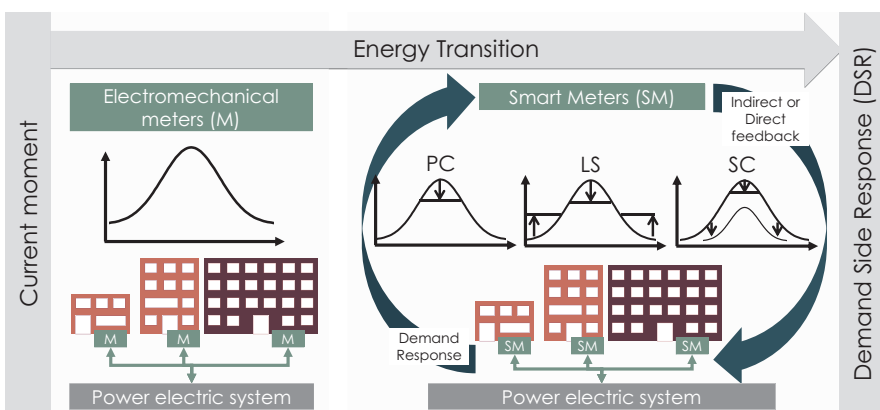 Energy Transition
Current moment
Electromechanical
meters (M)
M
M
M
Power electric system
Smart Meters (SM)
Indirect or
Direct
feedback
PC
LS
SC
Demand
Response
SM
SM
SM
Power electric system
Demand Side Response (DSR)